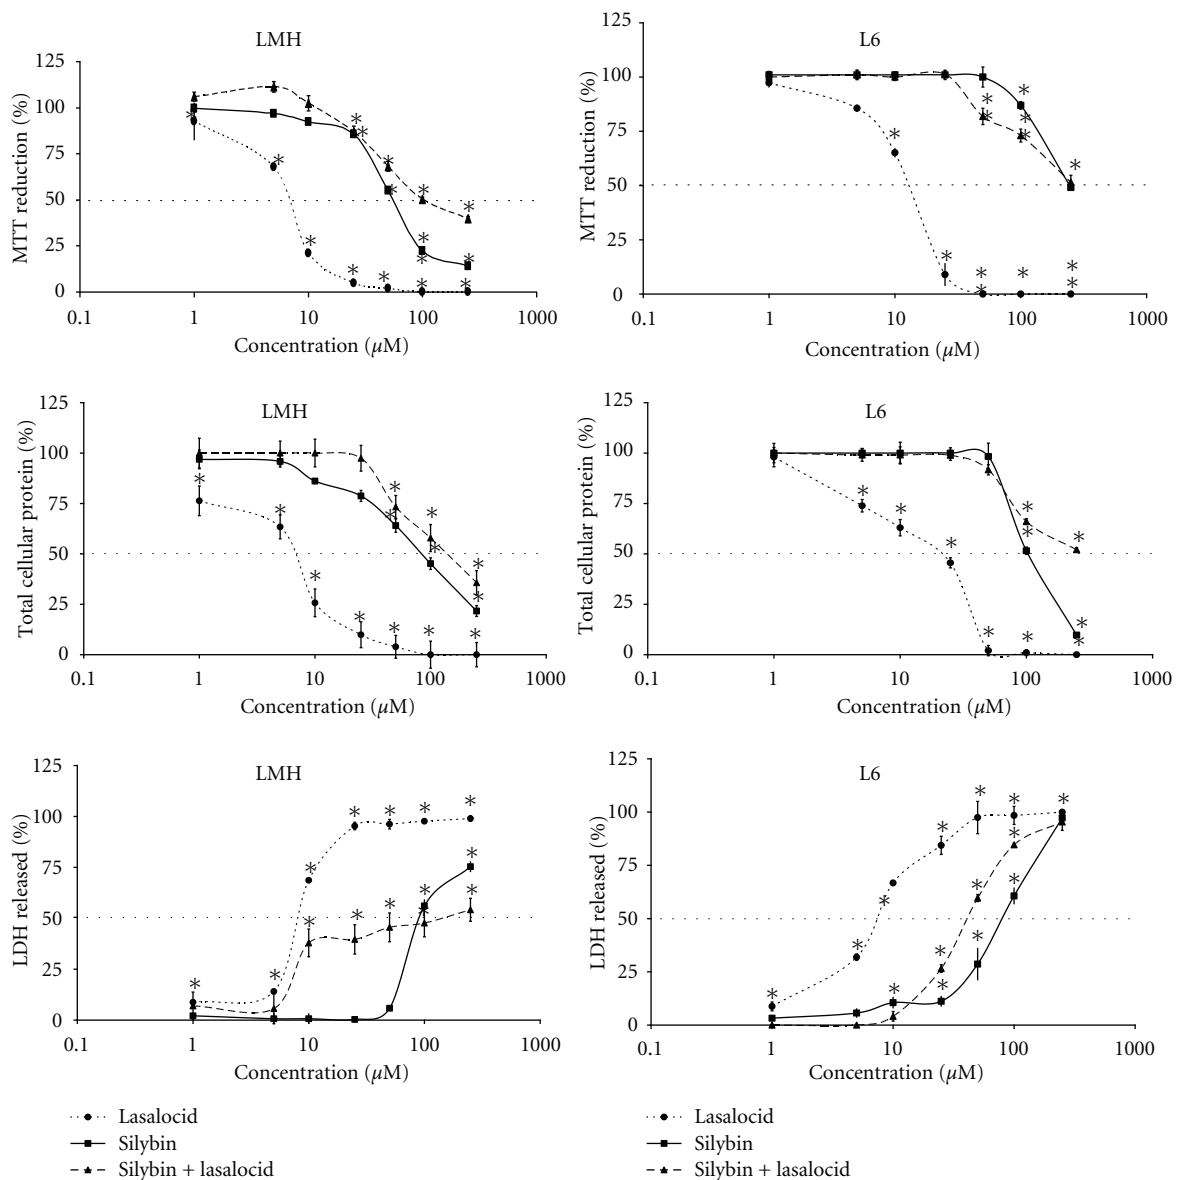 LMH
MTT reduction (%)
125
100
75
50
25
0
0.1 1 10 100 1000
Concentration (μM)
L6
MTT reduction (%)
125
100
75
50
25
0
0.1 1 10 100 1000
Concentration (μM)
LMH
Total cellular protein (%)
125
100
75
50
25
0
0.1 1 10 100 1000
Concentration (μM)
L6
Total cellular protein (%)
125
100
75
50
25
0
0.1 1 10 100 1000
Concentration (μM)
LMH
LDH released (%)
125
100
75
50
25
0
0.1 1 10 100 1000
Concentration (μM)
L6
LDH released (%)
125
100
75
50
25
0
0.1 1 10 100 1000
Concentration (μM)
Lasalocid
Silybin
Silybin + lasalocid
Lasalocid
Silybin
Silybin + lasalocid